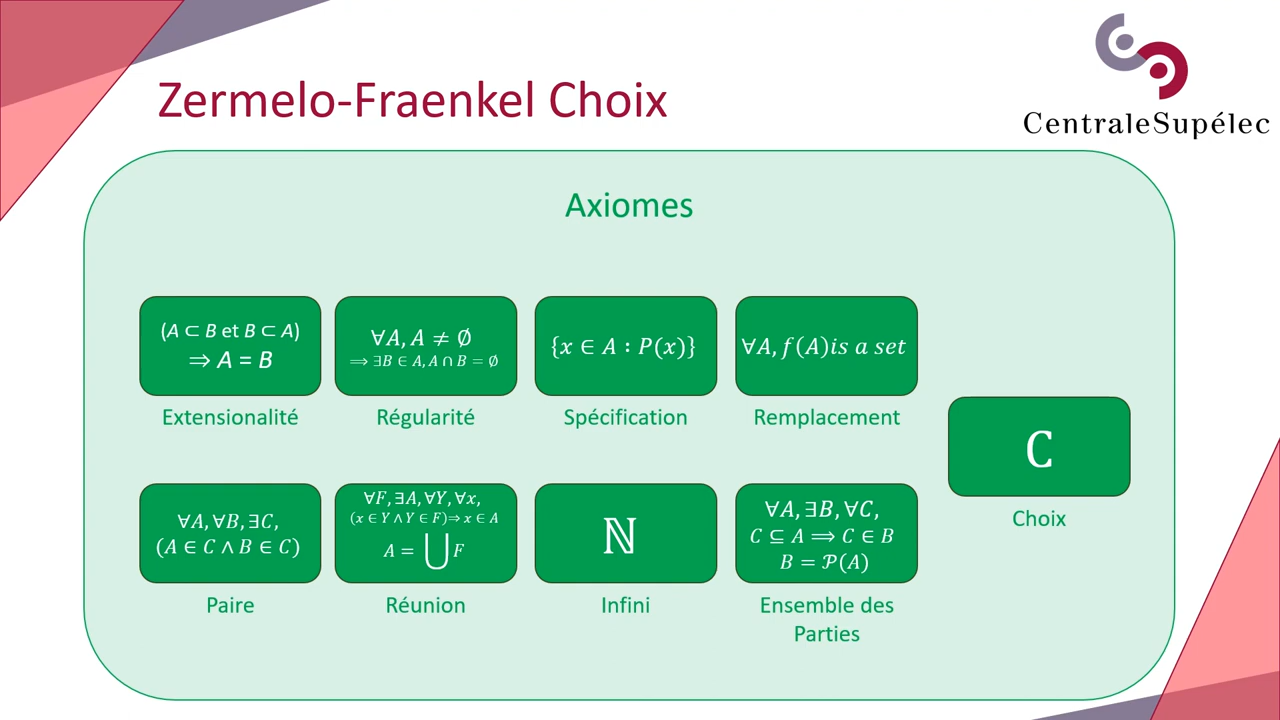 Zermelo-Fraenkel Choix
CentraleSupélec
Axiomes
(A ⊂ B et B ⊂ A)
⇒ A = B
Extensionalité
∀A, A ≠ ∅
⟹ ∃B ∈ A, A ∩ B = ∅
Régularité
{x ∈ A ∶ P(x)}
Spécification
∀A, f(A)is a set
Remplacement
∀A, ∀B, ∃C,
(A ∈ C ∧ B ∈ C)
Paire
∀F, ∃A, ∀Y, ∀x,
(x ∈ Y ∧ Y ∈ F)⇒ x ∈ A
A = ⋃ F
Réunion
ℕ
Infini
∀A, ∃B, ∀C,
C ⊆ A ⟹ C ∈ B
B = 𝒫(A)
Ensemble des
Parties
ℂ
Choix